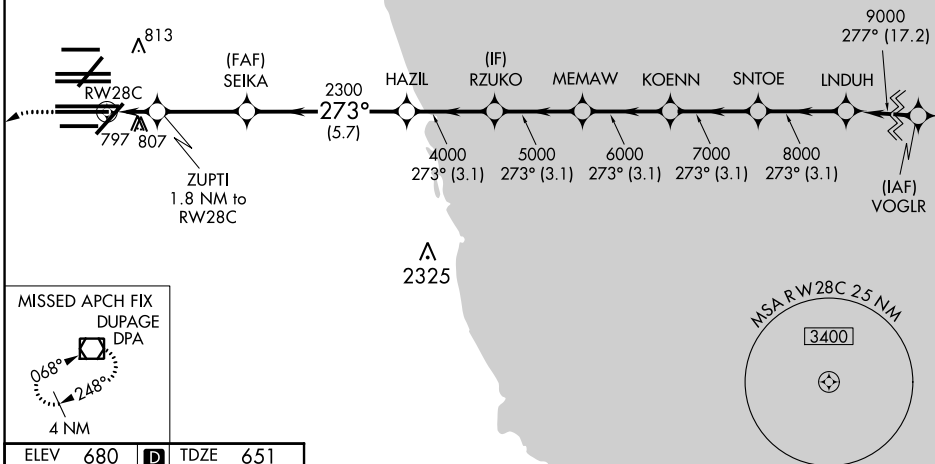 9000
277° (17.2)
813
(FAF)
SEIKA
HAZIL
(IF)
RZUKO
MEMAW
KOENN
SNTOE
LNDUH
RW28C
2300
273°
(5.7)
797
807
4000
273° (3.1)
5000
273° (3.1)
6000
273° (3.1)
7000
273° (3.1)
8000
273° (3.1)
ZUPTI
1.8 NM to
RW28C
(IAF)
VOGLR
2325
MISSED APCH FIX
DUPAGE
DPA
068°
248°
4 NM
MSA RW28C 25 NM
3400
ELEV 680 D TDZE 651